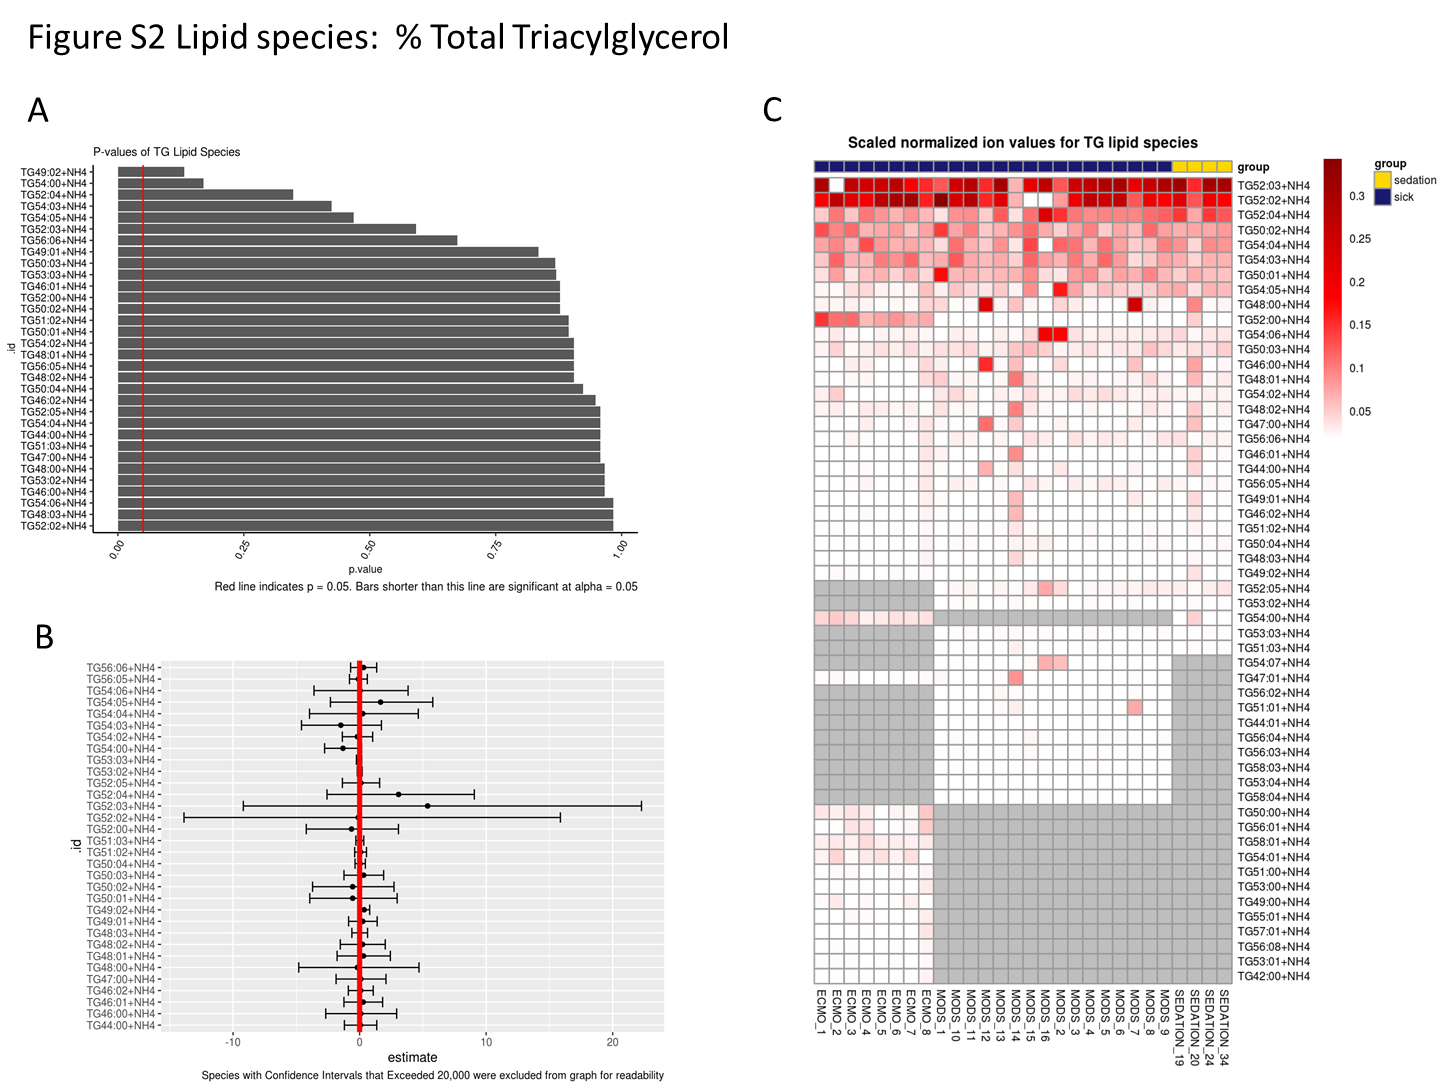 Figure S2 Lipid species: % Total Triacylglycerol
A
P-values of TG Lipid Species
TG49:02+NH4
TG54:00+NH4
TG52:04+NH4
TG54:03+NH4
TG54:05+NH4
TG52:03+NH4
TG56:06+NH4
TG49:01+NH4
TG50:03+NH4
TG53:03+NH4
TG46:01+NH4
TG52:00+NH4
TG50:02+NH4
TG51:02+NH4
TG50:01+NH4
TG54:02+NH4
TG48:01+NH4
TG56:05+NH4
TG48:02+NH4
TG50:04+NH4
TG46:02+NH4
TG52:05+NH4
TG54:04+NH4
TG44:00+NH4
TG51:03+NH4
TG47:00+NH4
TG48:00+NH4
TG53:02+NH4
TG46:00+NH4
TG54:06+NH4
TG48:03+NH4
TG52:02+NH4
.id
0.00
0.25
0.50
0.75
1.00
p.value
Red line indicates p = 0.05. Bars shorter than this line are significant at alpha = 0.05
B
TG56:06+NH4
TG56:05+NH4
TG54:06+NH4
TG54:05+NH4
TG54:04+NH4
TG54:03+NH4
TG54:02+NH4
TG54:00+NH4
TG53:03+NH4
TG53:02+NH4
TG52:05+NH4
TG52:04+NH4
TG52:03+NH4
TG52:02+NH4
TG52:00+NH4
TG51:03+NH4
TG51:02+NH4
TG50:04+NH4
TG50:03+NH4
TG50:02+NH4
TG50:01+NH4
TG49:02+NH4
TG49:01+NH4
TG48:03+NH4
TG48:02+NH4
TG48:01+NH4
TG48:00+NH4
TG47:00+NH4
TG46:02+NH4
TG46:01+NH4
TG46:00+NH4
TG44:00+NH4
.id
-10
0
10
20
estimate
Species with Confidence Intervals that Exceeded 20,000 were excluded from graph for readability
C
Scaled normalized ion values for TG lipid species
group
TG52:03+NH4
TG52:02+NH4
TG52:04+NH4
TG50:02+NH4
TG54:04+NH4
TG54:03+NH4
TG50:01+NH4
TG54:05+NH4
TG48:00+NH4
TG52:00+NH4
TG54:06+NH4
TG50:03+NH4
TG46:00+NH4
TG48:01+NH4
TG54:02+NH4
TG48:02+NH4
TG47:00+NH4
TG56:06+NH4
TG46:01+NH4
TG44:00+NH4
TG56:05+NH4
TG49:01+NH4
TG46:02+NH4
TG51:02+NH4
TG50:04+NH4
TG48:03+NH4
TG49:02+NH4
TG52:05+NH4
TG53:02+NH4
TG54:00+NH4
TG53:03+NH4
TG51:03+NH4
TG54:07+NH4
TG47:01+NH4
TG56:02+NH4
TG51:01+NH4
TG44:01+NH4
TG56:04+NH4
TG56:03+NH4
TG58:03+NH4
TG53:04+NH4
TG58:04+NH4
TG50:00+NH4
TG56:01+NH4
TG58:01+NH4
TG54:01+NH4
TG51:00+NH4
TG53:00+NH4
TG49:00+NH4
TG55:01+NH4
TG57:01+NH4
TG56:08+NH4
TG53:01+NH4
TG42:00+NH4
ECMO_1
ECMO_2
ECMO_3
ECMO_4
ECMO_5
ECMO_6
ECMO_7
ECMO_8
MODS_1
MODS_10
MODS_11
MODS_12
MODS_13
MODS_14
MODS_15
MODS_16
MODS_2
MODS_3
MODS_4
MODS_5
MODS_6
MODS_7
MODS_8
MODS_9
SEDATION_19
SEDATION_20
SEDATION_24
SEDATION_34
0.3
0.25
0.2
0.15
0.1
0.05
group
sedation
sick